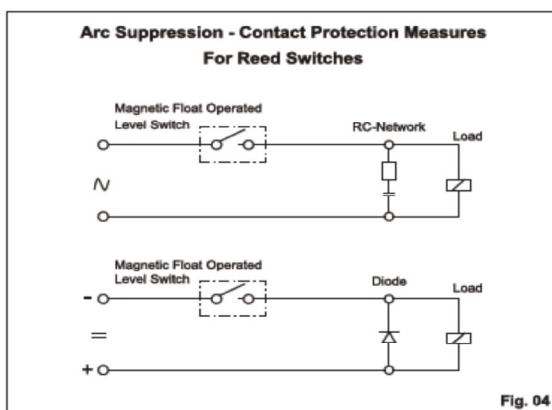 Arc Suppression - Contact Protection Measures
For Reed Switches
Magnetic Float Operated
Level Switch
RC-Network
Load
Magnetic Float Operated
Level Switch
Diode
Load
-
=
+
Fig. 04